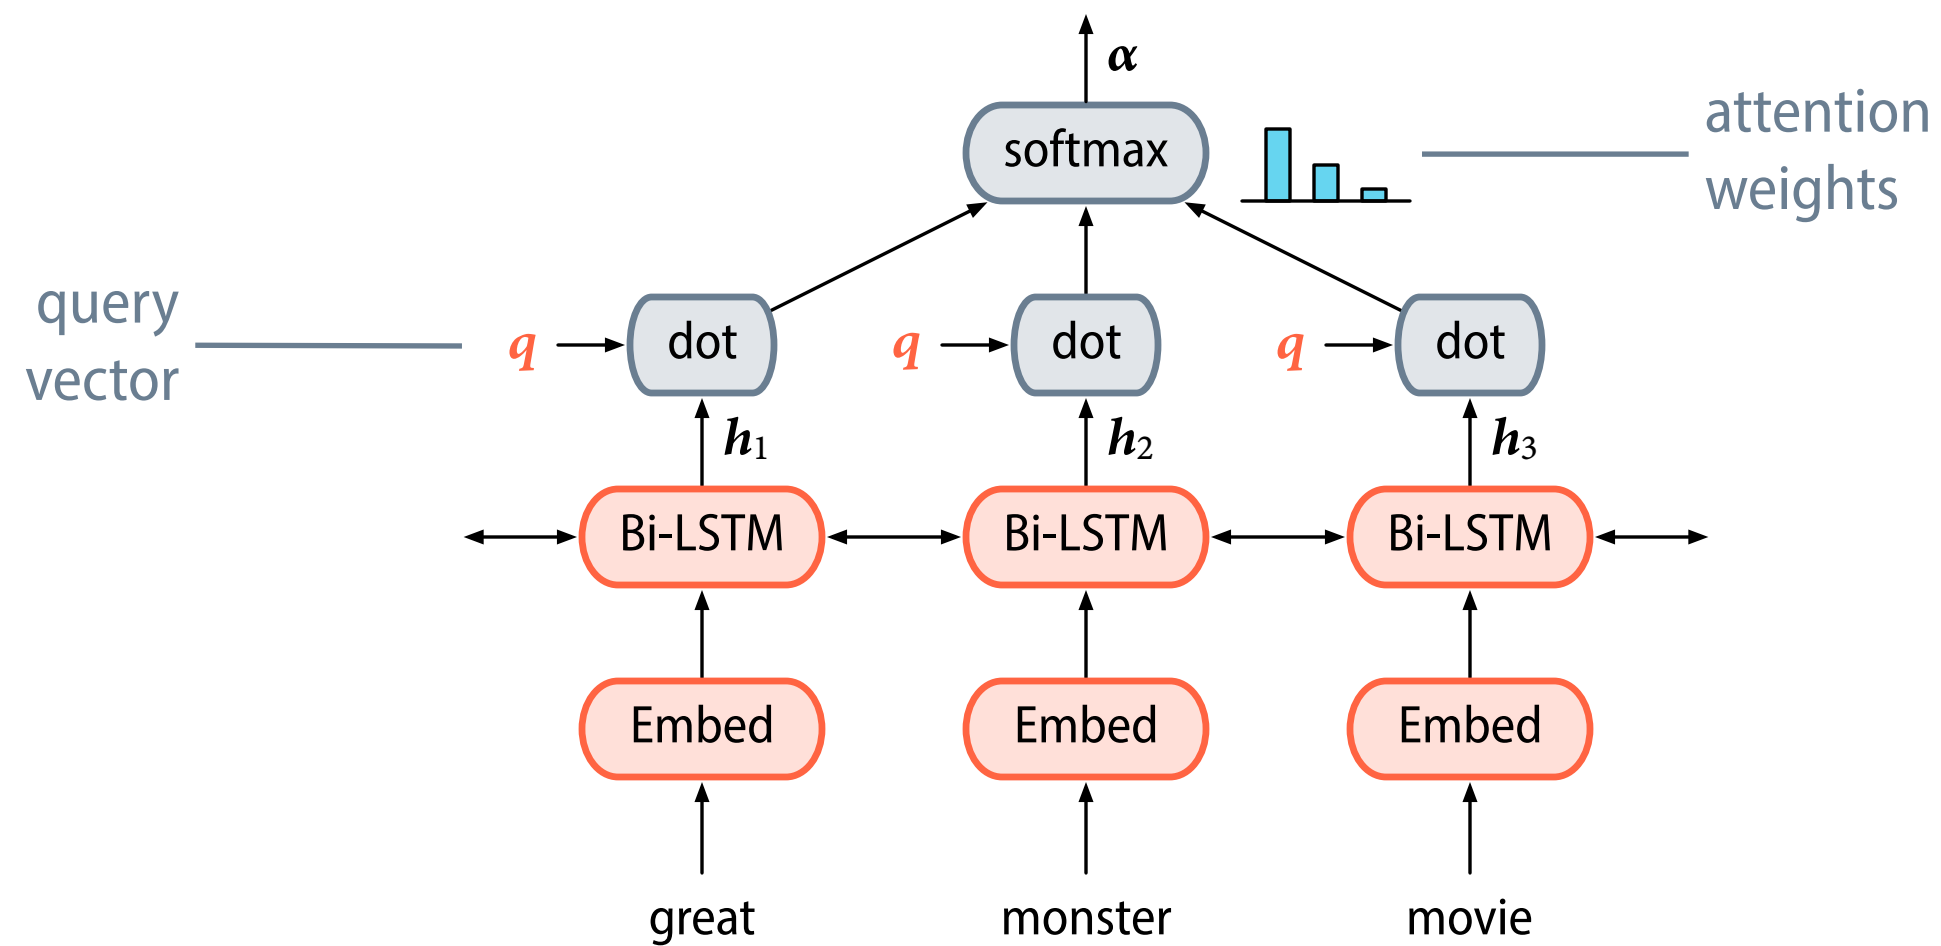 α
softmax
attention
weights
query
vector
q
dot
q
dot
q
dot
h1
h2
h3
Bi-LSTM
Bi-LSTM
Bi-LSTM
Embed
Embed
Embed
great
monster
movie